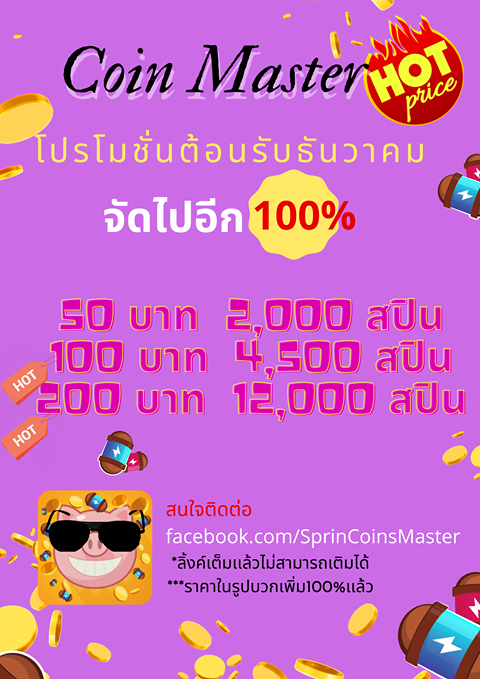 Coin Master
HOT
price
โปรโมชั่นต้อนรับธันวาคม
จัดไปอีก 100%
50 บาท 2,000 สปิน
100 บาท 4,500 สปิน
HOT
200 บาท 12,000 สปิน
HOT
สนใจติดต่อ
facebook.com/SprinCoinsMaster
*ลิ้งค์เต็มแล้วไม่สามารถเติมได้
***ราคาในรูปบวกเพิ่ม100%แล้ว